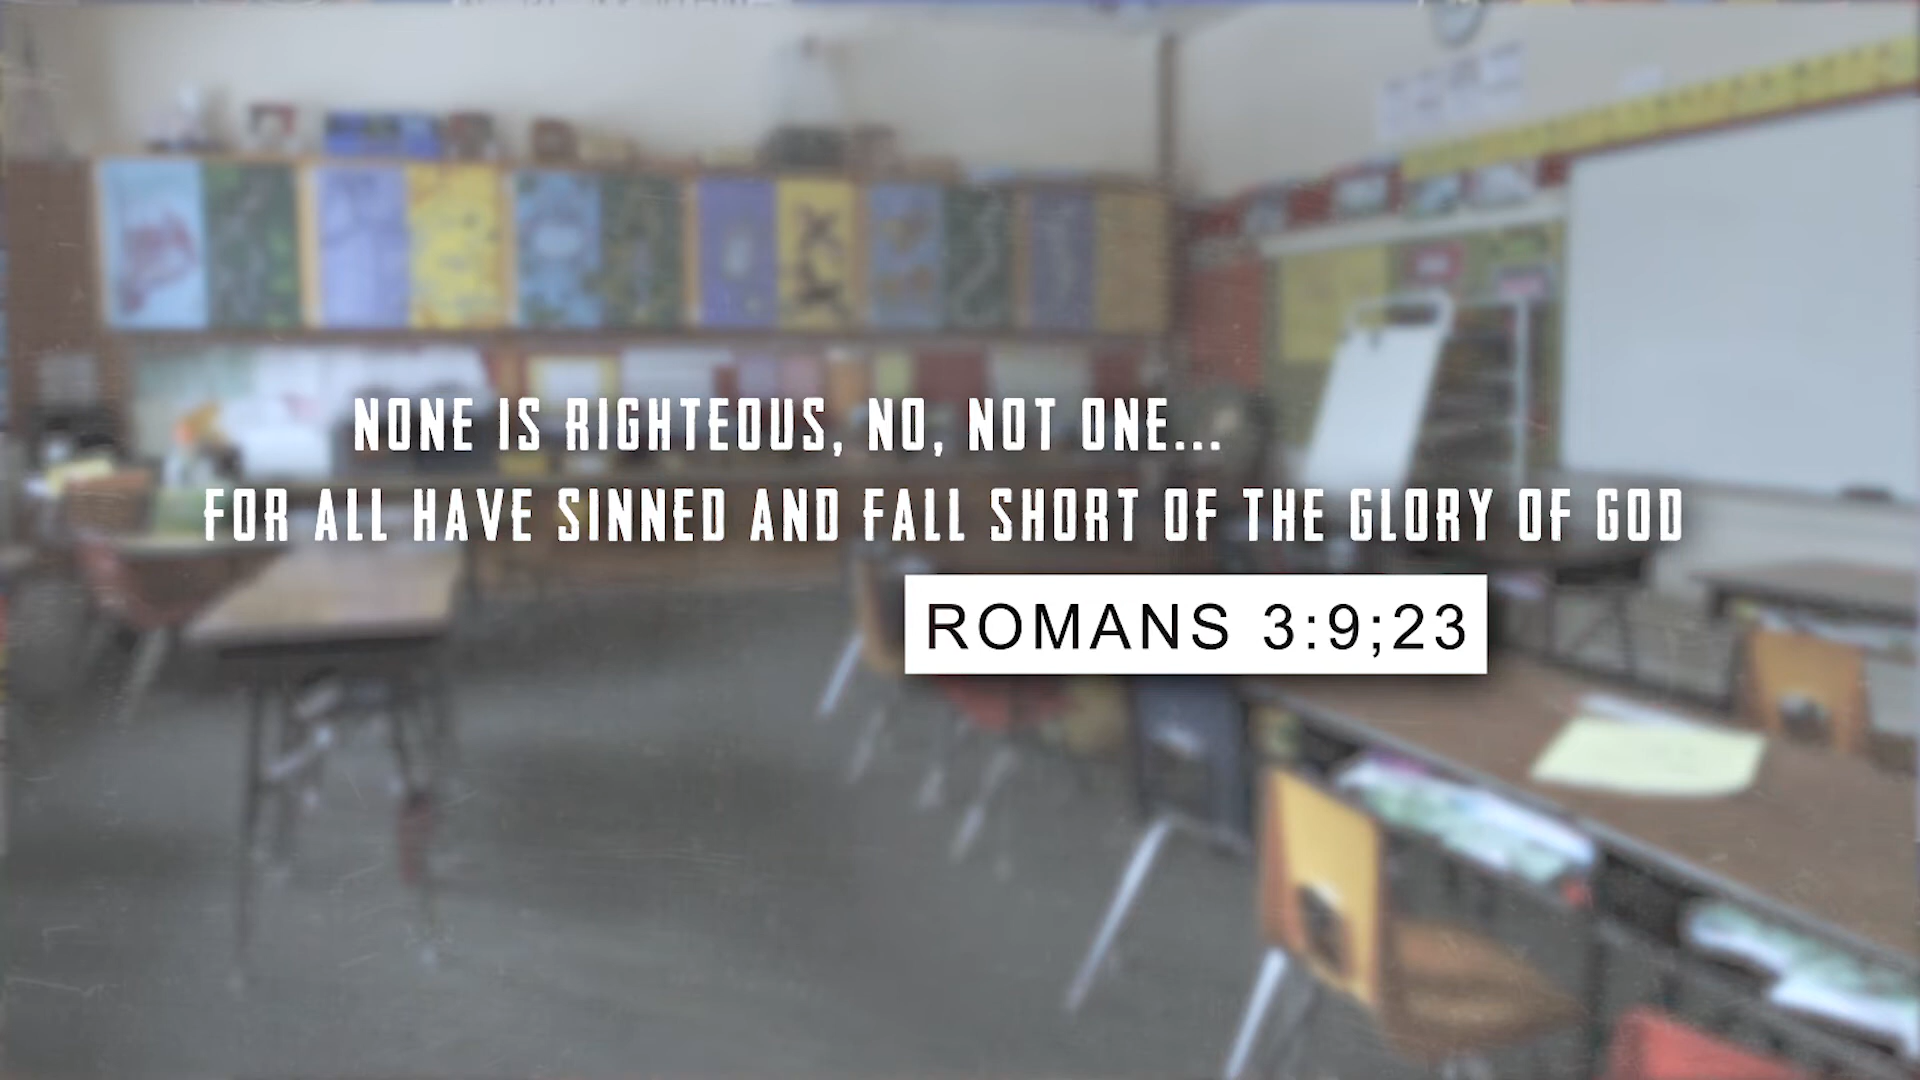 NONE IS RIGHTEOUS, NO, NOT ONE...
FOR ALL HAVE SINNED AND FALL SHORT OF THE GLORY OF GOD
ROMANS 3:9;23